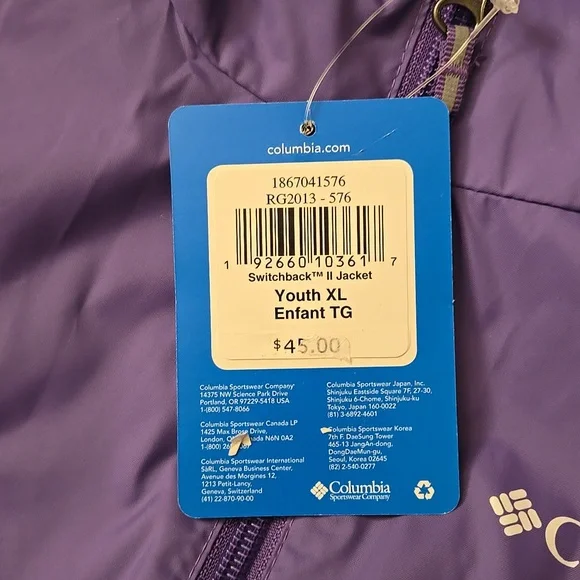 columbia.com
1867041576
RG2013 - 576
1 92660 10361 7
Switchback™ II Jacket
Youth XL
Enfant TG
$45.00
Columbia Sportswear Company®
14375 NW Science Park Drive
Portland, OR 97229-5418 USA
1-(800) 547-8066
Columbia Sportswear Canada LP
1425 Max Brose Drive,
London, N6N 0A2
1-(800)
Columbia Sportswear International
SàRL, Geneva Business Center,
Avenue des Morgines 12,
1213 Petit-Lancy,
Geneva, Switzerland
(41) 22-870-90-00
Columbia Sportswear Japan, Inc.
Shinjuku Eastside Square 7F, 27-30,
Shinjuku 6-Chome, Shinjuku-ku
Tokyo, Japan 160-0022
(81) 3-6892-4601
Columbia Sportswear Korea
7th F. DaeSung Tower
465-13 JangAn-dong,
DongDaeMun-gu,
Seoul, Korea 02645
(82) 2-540-0277
Columbia
Sportswear Company
C